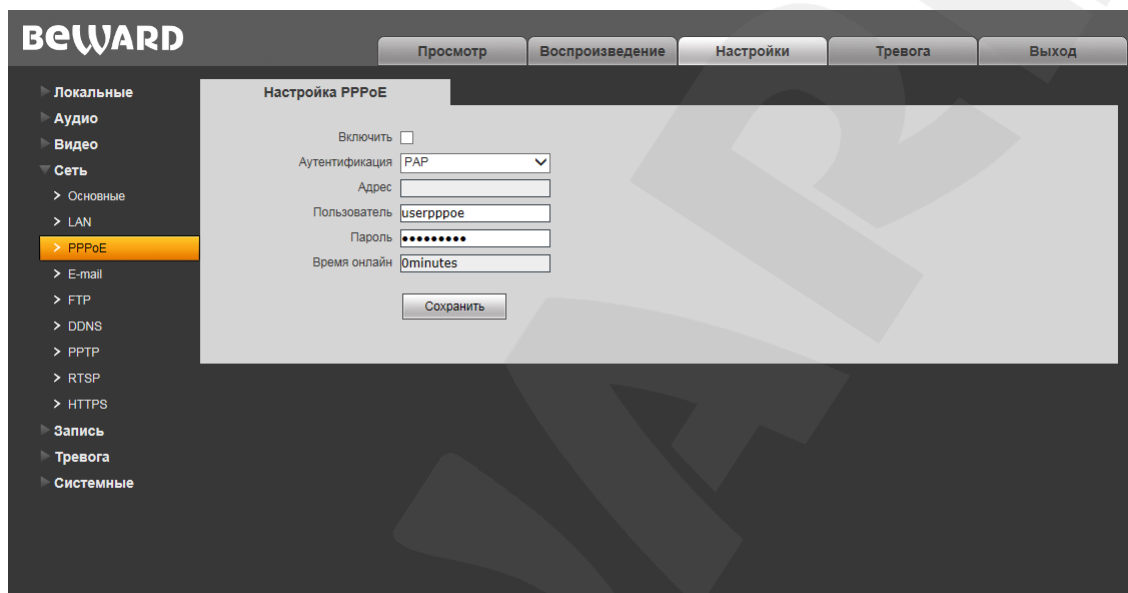 BEWARD
Просмотр
Воспроизведение
Настройки
Тревога
Выход
Локальные
Аудио
Видео
Сеть
> Основные
> LAN
> PPPoE
> E-mail
> FTP
> DDNS
> PPTP
> RTSP
> HTTPS
Запись
Тревога
Системные
Настройка PPPoE
Включить
Аутентификация PAP
Адрес
Пользователь userpppoe
Пароль •••••••••
Время онлайн 0minutes
Сохранить